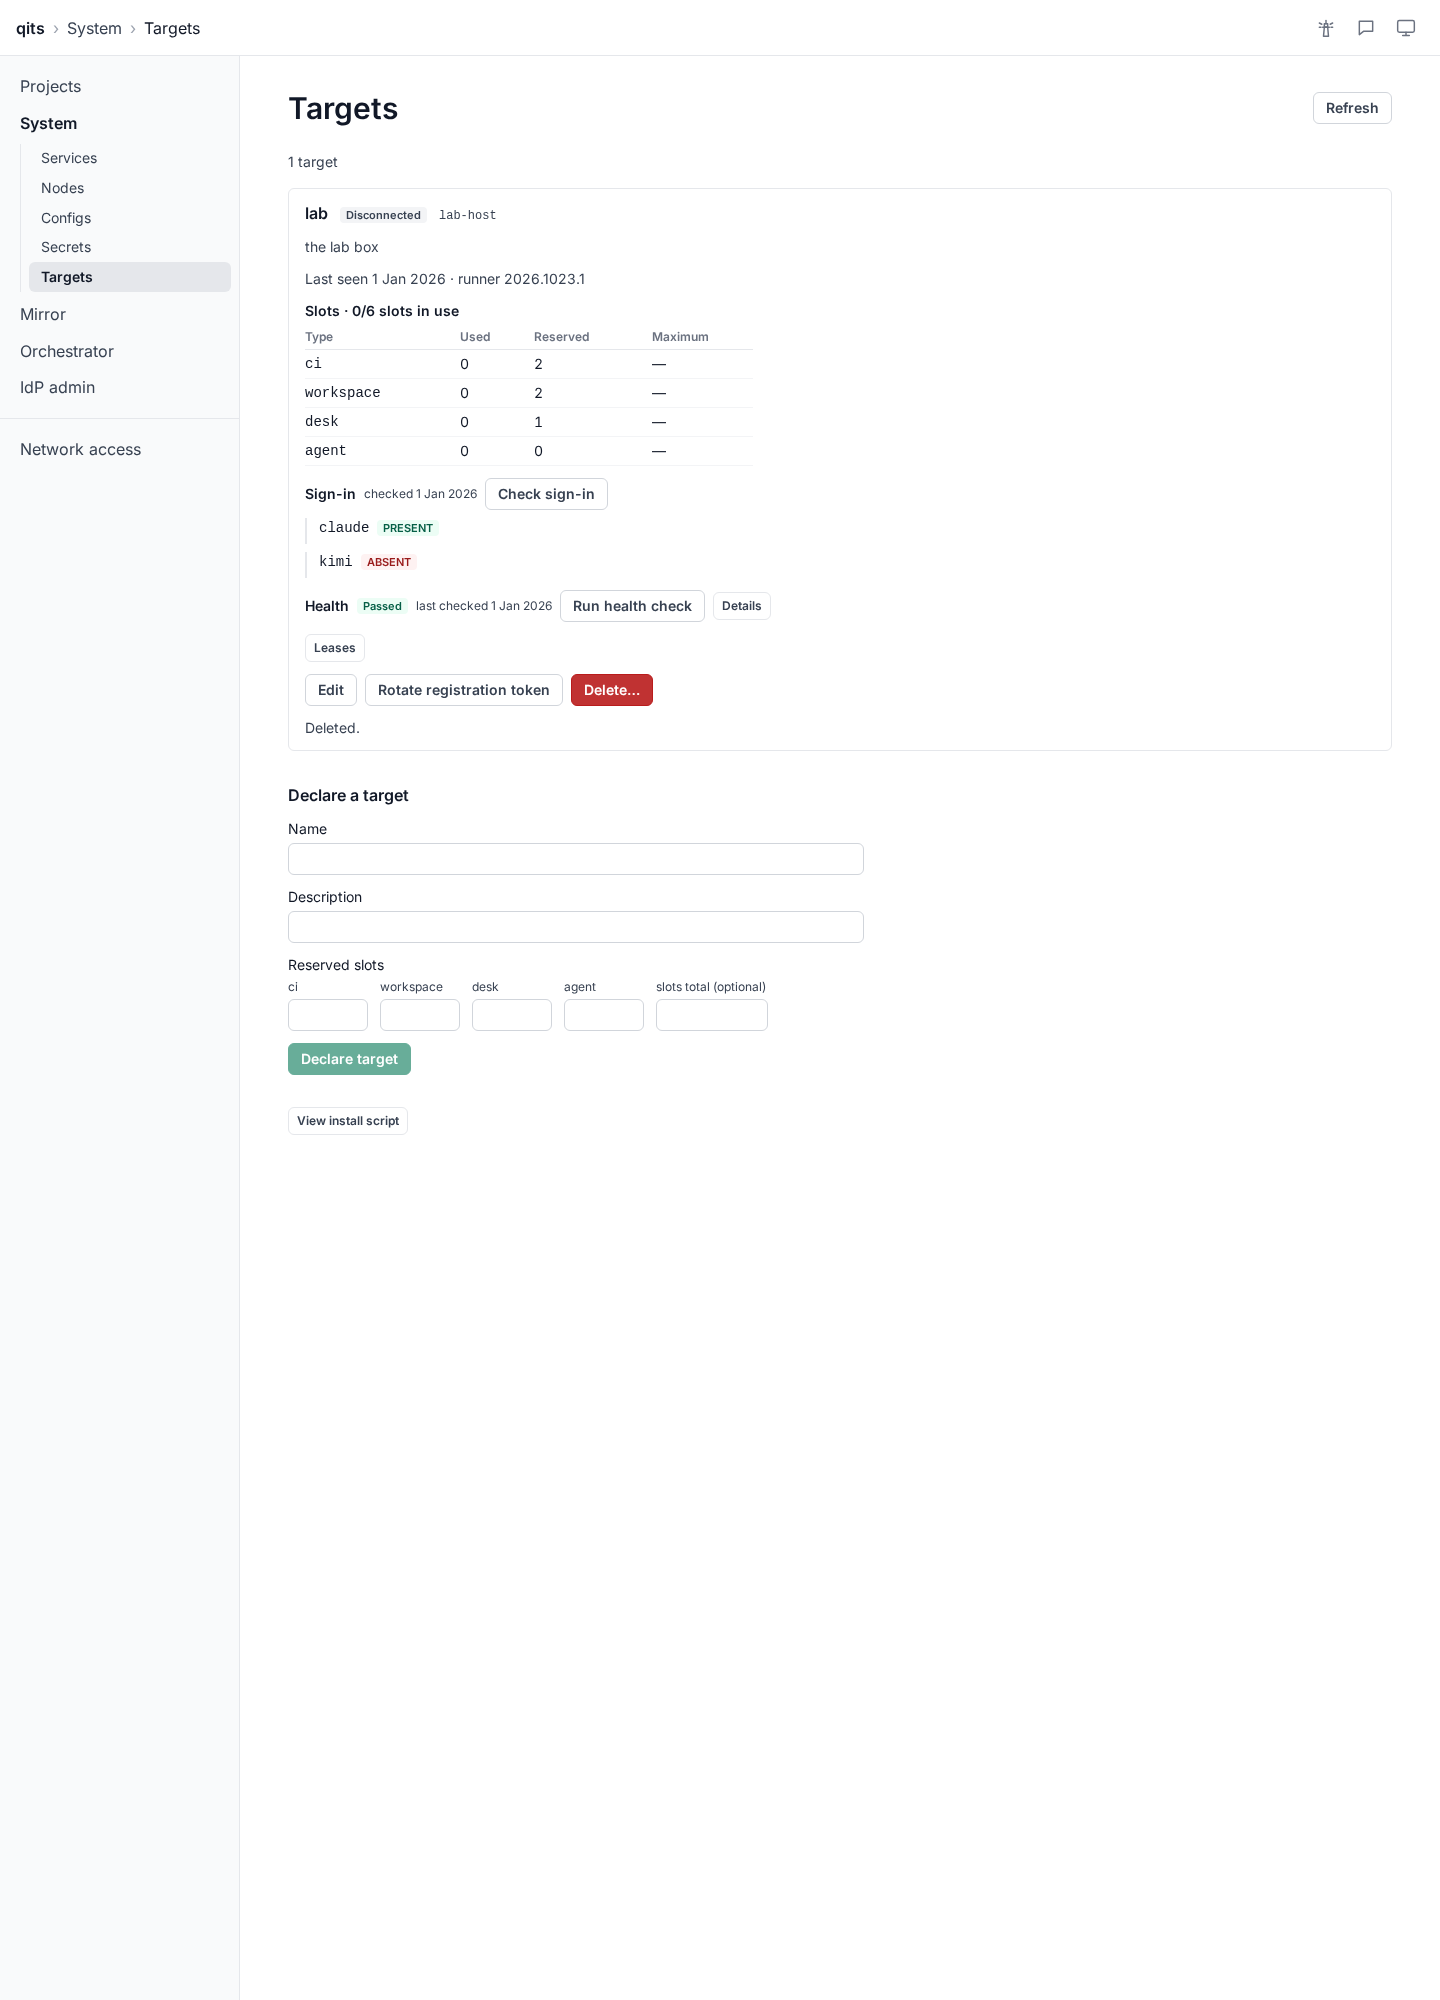 qits › System › Targets
Projects
System
Services
Nodes
Configs
Secrets
Targets
Mirror
Orchestrator
IdP admin
Network access
Targets
Refresh
1 target
lab Disconnected lab-host
the lab box
Last seen 1 Jan 2026 · runner 2026.1023.1
Slots · 0/6 slots in use
Type Used Reserved Maximum
ci 0 2 —
workspace 0 2 —
desk 0 1 —
agent 0 0 —
Sign-in checked 1 Jan 2026 Check sign-in
claude PRESENT
kimi ABSENT
Health Passed last checked 1 Jan 2026 Run health check Details
Leases
Edit Rotate registration token Delete…
Deleted.
Declare a target
Name
Description
Reserved slots
ci workspace desk agent slots total (optional)
Declare target
View install script